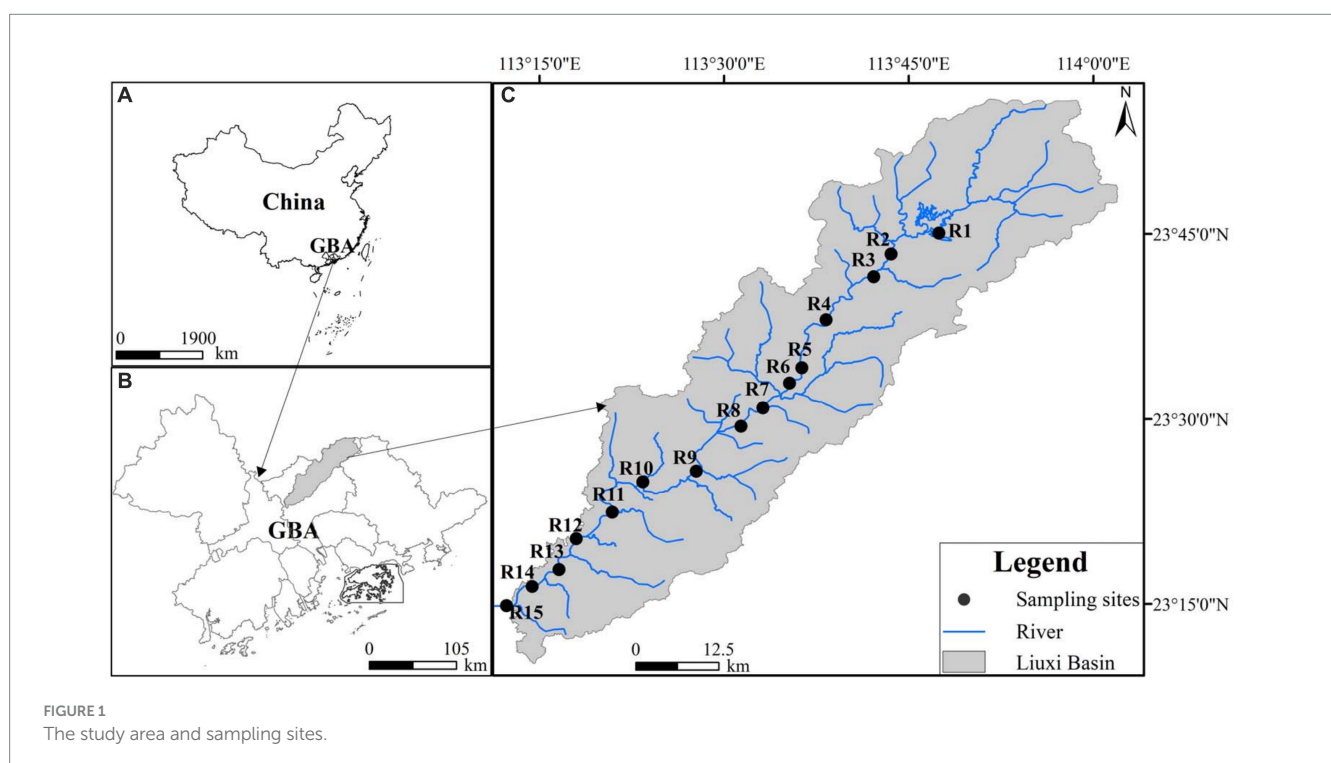 113°15'0"E 113°30'0"E 113°45'0"E 114°0'0"E
A
China
GBA
0 1900
km
B
GBA
0 105
km
C
N
R1
R2
R3
R4
R5
R6
R7
R8
R9
R10
R11
R12
R13
R14
R15
23°45'0"N
23°30'0"N
23°15'0"N
0 12.5
km
Legend
Sampling sites
River
Liuxi Basin
FIGURE 1
The study area and sampling sites.